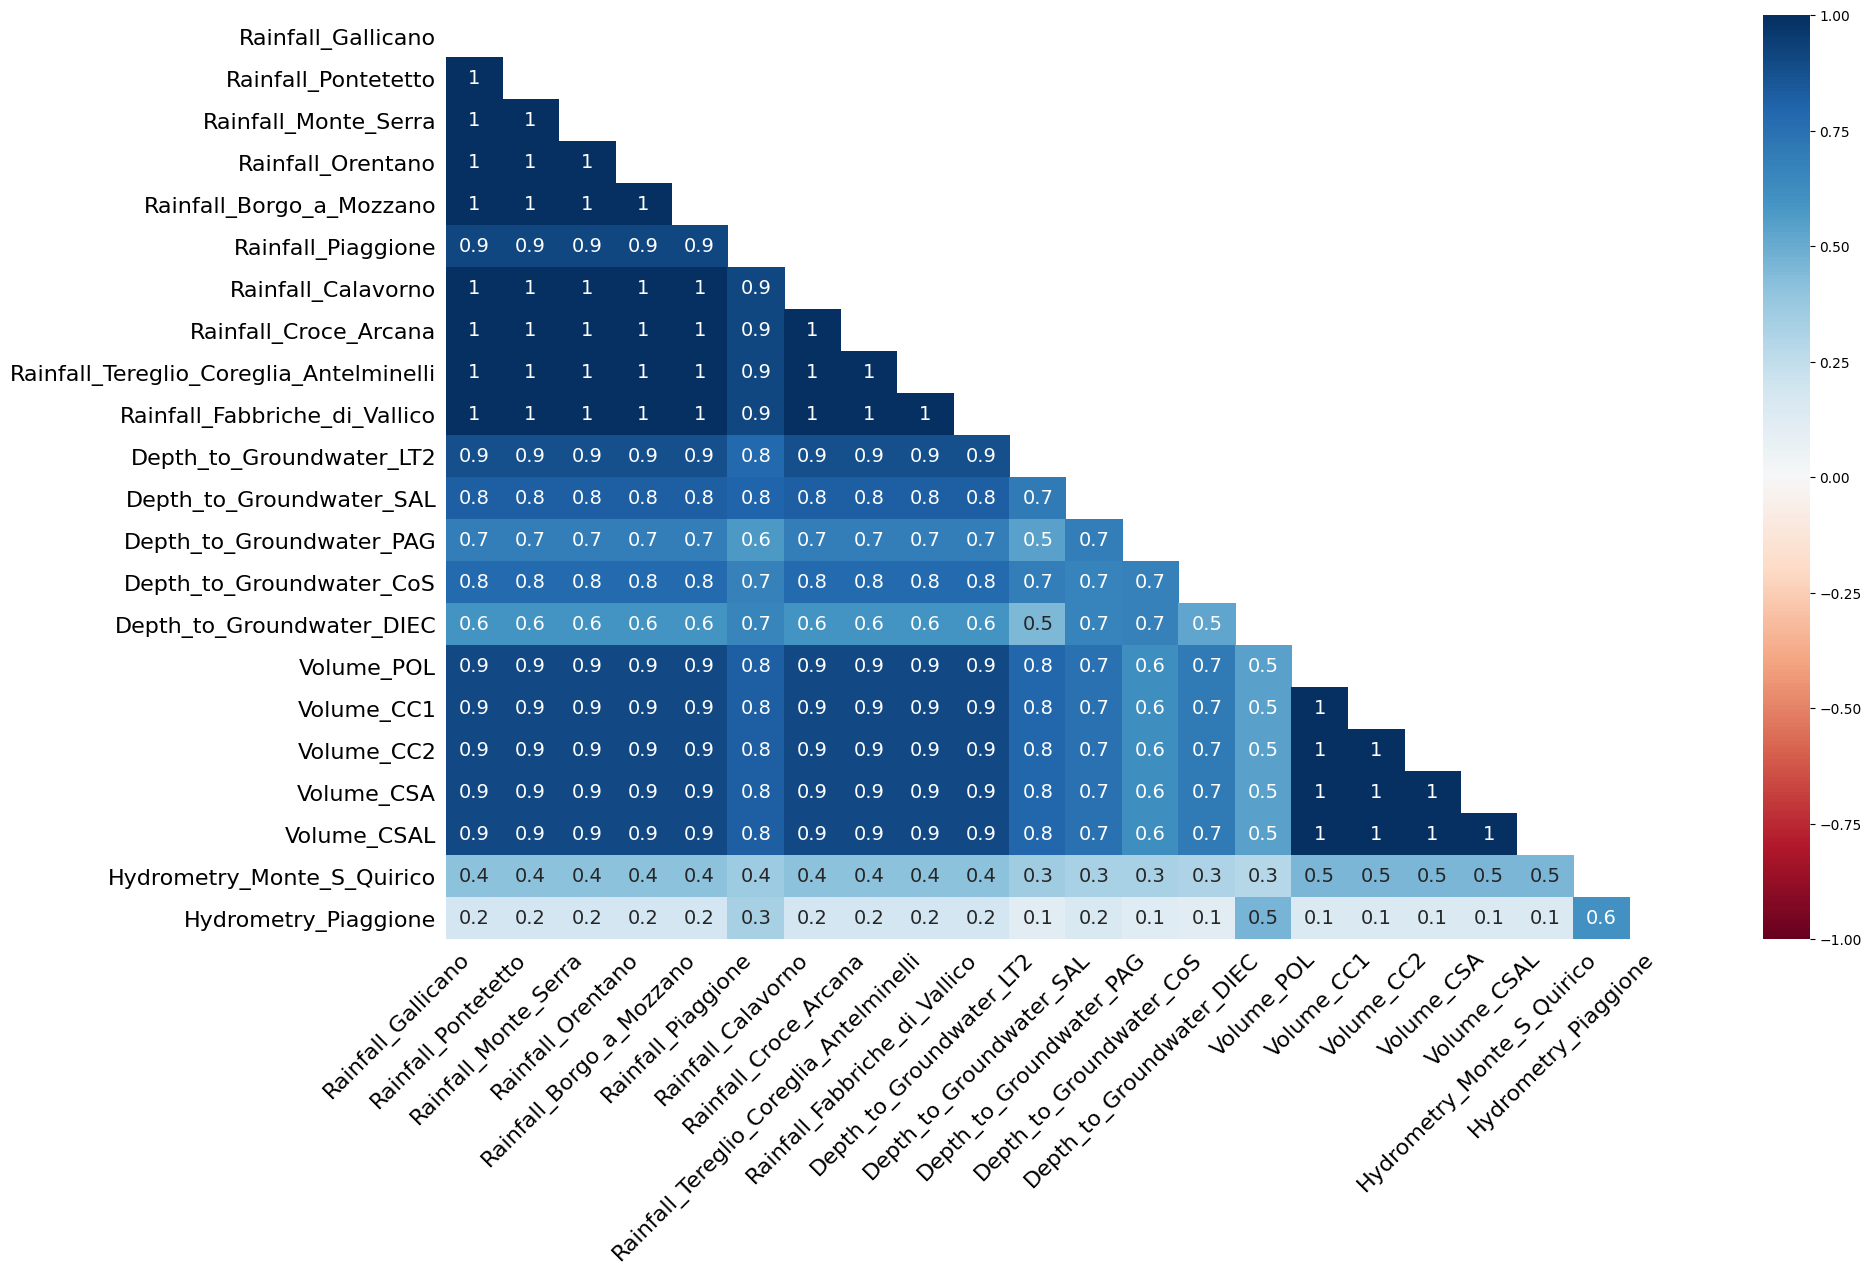 Rainfall_Gallicano
Rainfall_Pontetetto 1
Rainfall_Monte_Serra 1 1
Rainfall_Orentano 1 1 1
Rainfall_Borgo_a_Mozzano 1 1 1 1
Rainfall_Piaggione 0.9 0.9 0.9 0.9 0.9
Rainfall_Calavorno 1 1 1 1 1 0.9
Rainfall_Croce_Arcana 1 1 1 1 1 0.9 1
Rainfall_Tereglio_Coreglia_Antelminelli 1 1 1 1 1 0.9 1 1
Rainfall_Fabbriche_di_Vallico 1 1 1 1 1 0.9 1 1 1
Depth_to_Groundwater_LT2 0.9 0.9 0.9 0.9 0.9 0.8 0.9 0.9 0.9 0.9
Depth_to_Groundwater_SAL 0.8 0.8 0.8 0.8 0.8 0.8 0.8 0.8 0.8 0.8 0.7
Depth_to_Groundwater_PAG 0.7 0.7 0.7 0.7 0.7 0.6 0.7 0.7 0.7 0.7 0.5 0.7
Depth_to_Groundwater_CoS 0.8 0.8 0.8 0.8 0.8 0.7 0.8 0.8 0.8 0.8 0.7 0.7 0.7
Depth_to_Groundwater_DIEC 0.6 0.6 0.6 0.6 0.6 0.7 0.6 0.6 0.6 0.6 0.5 0.7 0.7 0.5
Volume_POL 0.9 0.9 0.9 0.9 0.9 0.8 0.9 0.9 0.9 0.9 0.8 0.7 0.6 0.7 0.5
Volume_CC1 0.9 0.9 0.9 0.9 0.9 0.8 0.9 0.9 0.9 0.9 0.8 0.7 0.6 0.7 0.5 1
Volume_CC2 0.9 0.9 0.9 0.9 0.9 0.8 0.9 0.9 0.9 0.9 0.8 0.7 0.6 0.7 0.5 1 1
Volume_CSA 0.9 0.9 0.9 0.9 0.9 0.8 0.9 0.9 0.9 0.9 0.8 0.7 0.6 0.7 0.5 1 1 1
Volume_CSAL 0.9 0.9 0.9 0.9 0.9 0.8 0.9 0.9 0.9 0.9 0.8 0.7 0.6 0.7 0.5 1 1 1 1
Hydrometry_Monte_S_Quirico 0.4 0.4 0.4 0.4 0.4 0.4 0.4 0.4 0.4 0.4 0.3 0.3 0.3 0.3 0.3 0.5 0.5 0.5 0.5 0.5
Hydrometry_Piaggione 0.2 0.2 0.2 0.2 0.2 0.3 0.2 0.2 0.2 0.2 0.1 0.2 0.1 0.1 0.5 0.1 0.1 0.1 0.1 0.1 0.6
Rainfall_Gallicano
Rainfall_Pontetetto
Rainfall_Monte_Serra
Rainfall_Orentano
Rainfall_Borgo_a_Mozzano
Rainfall_Piaggione
Rainfall_Calavorno
Rainfall_Croce_Arcana
Rainfall_Tereglio_Coreglia_Antelminelli
Rainfall_Fabbriche_di_Vallico
Depth_to_Groundwater_LT2
Depth_to_Groundwater_SAL
Depth_to_Groundwater_PAG
Depth_to_Groundwater_CoS
Depth_to_Groundwater_DIEC
Volume_POL
Volume_CC1
Volume_CC2
Volume_CSA
Volume_CSAL
Hydrometry_Monte_S_Quirico
Hydrometry_Piaggione
1.00
0.75
0.50
0.25
0.00
−0.25
−0.50
−0.75
−1.00